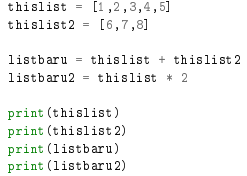 thislist = [1,2,3,4,5]
thislist2 = [6,7,8]
listbaru = thislist + thislist2
listbaru2 = thislist * 2
print(thislist)
print(thislist2)
print(listbaru)
print(listbaru2)